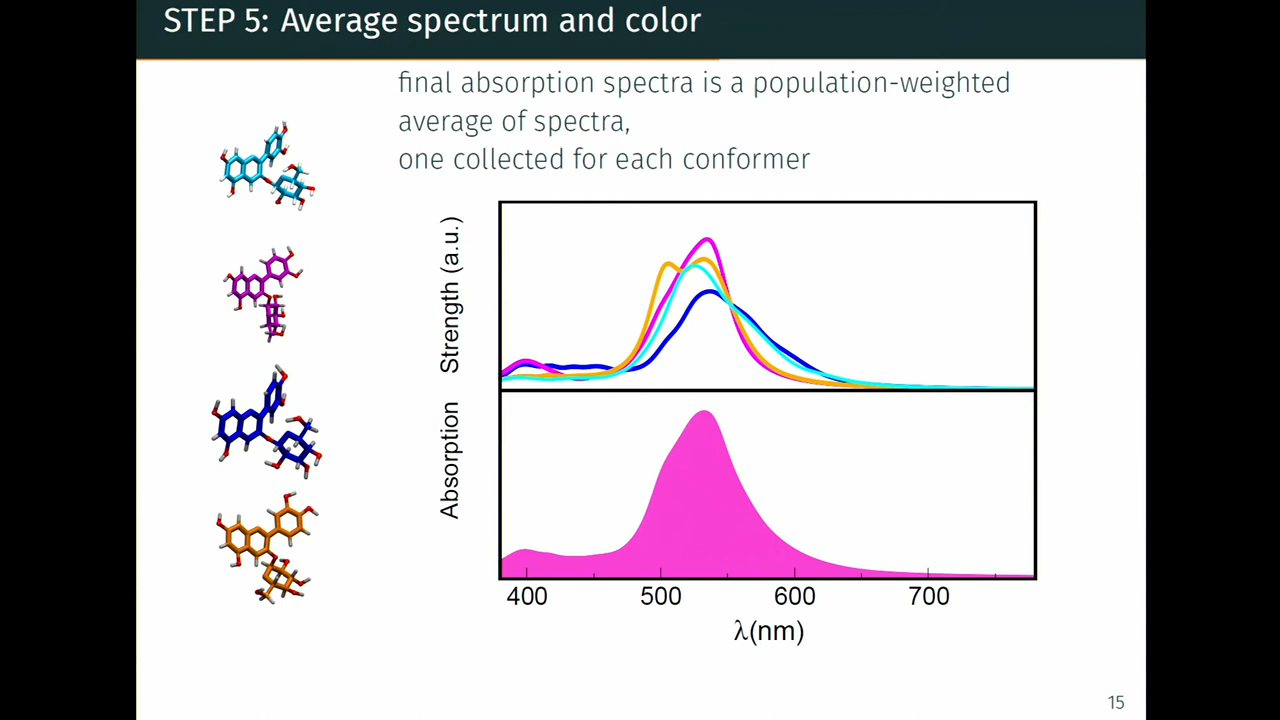 STEP 5: Average spectrum and color
final absorption spectra is a population-weighted
average of spectra,
one collected for each conformer
Strength (a.u.)
Absorption
400 500 600 700
λ(nm)
15